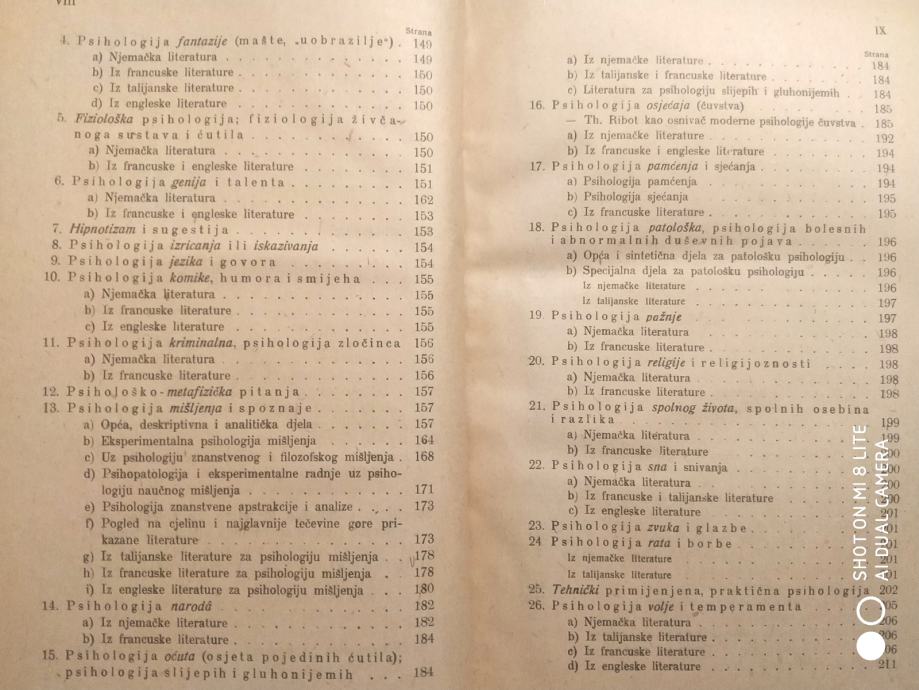 VIII
Strana
4. Psihologija fantazije (mašte, „uobrazilje“) . 149
a) Njemačka literatura . . . . . . . . . . . 149
b) Iz francuske literature . . . . . . . . . . 150
c) Iz talijanske literature . . . . . . . . . . 150
d) Iz engleske literature . . . . . . . . . . 150
5. Fiziološka psihologija; fiziologija živča-
noga sustava i ćutila . . . . . . . . . . 150
a) Njemačka literatura . . . . . . . . . . . 150
b) Iz francuske i engleske literature . . . . . . 151
6. Psihologija genija i talenta . . . . . . . . 151
a) Njemačka literatura . . . . . . . . . . . 162
b) Iz francuske i engleske literature . . . . . . 153
7. Hipnotizam i sugestija . . . . . . . . . . 153
8. Psihologija izricanja ili iskazivanja . . . . . 154
9. Psihologija jezika i govora . . . . . . . . 154
10. Psihologija komike, humora i smijeha . . . 155
a) Njemačka literatura . . . . . . . . . . . 155
b) Iz francuske literature . . . . . . . . . . 155
c) Iz engleske literature . . . . . . . . . . 155
11. Psihologija kriminalna, psihologija zločinca 156
a) Njemačka literatura . . . . . . . . . . . 156
b) Iz francuske literature . . . . . . . . . . 156
12. Psihološko-metafizička pitanja . . . . . . . 157
13. Psihologija mišljenja i spoznaje . . . . . . 157
a) Opća, deskriptivna i analitička djela . . . . . 157
b) Eksperimentalna psihologija mišljenja . . . . . 164
c) Uz psihologiju znanstvenog i filozofskog mišljenja . 168
d) Psihopatologija i eksperimentalne radnje uz psiho-
logiju naučnog mišljenja . . . . . . . . . . 171
e) Psihologija znanstvene apstrakcije i analize . . . 173
f) Pogled na cjelinu i najglavnije tečevine gore pri-
kazane literature . . . . . . . . . . . . 173
g) Iz talijanske literature za psihologiju mišljenja . . 178
h) Iz francuske literature za psihologiju mišljenja . . 178
i) Iz engleske literature za psihologiju mišljenja . . . 180
14. Psihologija narodâ . . . . . . . . . . . . 182
a) Iz njemačke literature . . . . . . . . . . 182
b) Iz francuske literature . . . . . . . . . . 184
15. Psihologija oćuta (osjeta pojedinih ćutila);
psihologija slijepih i gluhonijemih . . . 184
IX
Strana
a) Iz njemačke literature . . . . . . . . . . 184
b) Iz talijanske i francuske literature . . . . . . 184
c) Literatura za psihologiju slijepih i gluhonijemih . . 184
16. Psihologija osjećaja (čuvstva) . . . . . . . 185
— Th. Ribot kao osnivač moderne psihologije čuvstva . 185
a) Iz njemačke literature . . . . . . . . . . 192
b) Iz francuske i engleske literature . . . . . . 194
17. Psihologija pamćenja i sjećanja . . . . . . . 194
a) Psihologija pamćenja . . . . . . . . . . 194
b) Psihologija sjećanja . . . . . . . . . . 195
c) Iz francuske literature . . . . . . . . . . 195
18. Psihologija patološka, psihologija bolesnih
i abnormalnih duševnih pojava . . . . . . 196
a) Opća i sintetična djela za patološku psihologiju . . 196
b) Specijalna djela za patološku psihologiju . . . . 196
Iz njemačke literature . . . . . . . . . . 196
Iz talijanske literature . . . . . . . . . . 197
19. Psihologija pažnje . . . . . . . . . . . . 197
a) Njemačka literatura . . . . . . . . . . . 198
b) Iz francuske literature . . . . . . . . . . 198
20. Psihologija religije i religijoznosti . . . . 198
a) Njemačka literatura . . . . . . . . . . . 198
b) Iz francuske literature . . . . . . . . . . 198
21. Psihologija spolnog života, spolnih osebina
i razlika . . . . . . . . . . . . . . . 199
a) Njemačka literatura . . . . . . . . . . .
b) Iz francuske literature . . . . . . . . . .
22. Psihologija sna i snivanja . . . . . . . . .
a) Njemačka literatura . . . . . . . . . . .
b) Iz francuske i talijanske literature . . . . . .
c) Iz engleske literature . . . . . . . . . .
23. Psihologija zvuka i glazbe . . . . . . . .
24 Psihologija rata i borbe . . . . . . . . .
Iz njemačke literature . . . . . . . . . .
Iz talijanske literature . . . . . . . . . .
25. Tehnički primijenjena, praktična psihologija 202
26. Psihologija volje i temperamenta . . . . .
a) Njemačka literatura . . . . . . . . . . .
b) Iz talijanske literature . . . . . . . . . .
c) Iz francuske literature . . . . . . . . . .
d) Iz engleske literature . . . . . . . . . . 211
SHOT ON MI 8 LITE
AI DUAL CAMERA